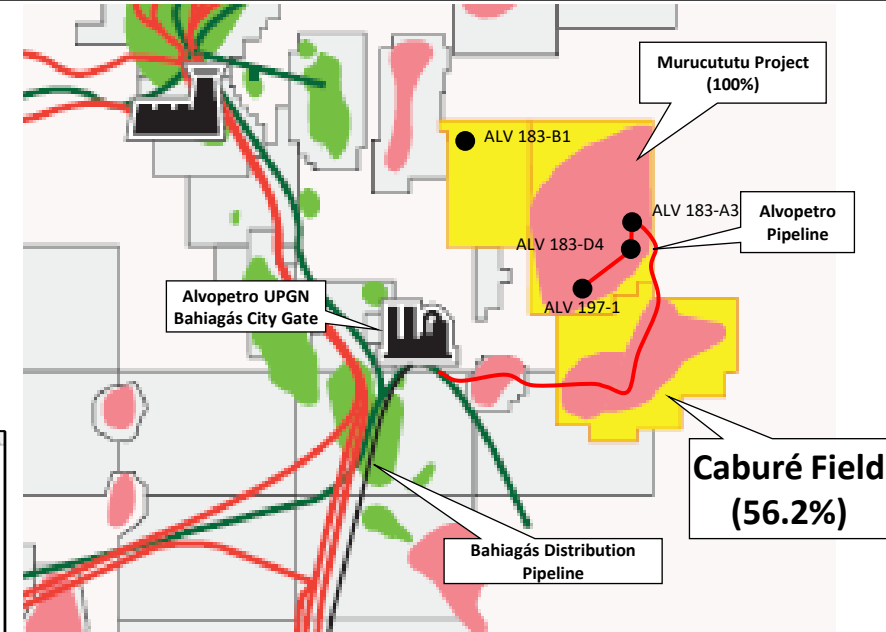 Murucututu Project
(100%)
ALV 183-B1
ALV 183-A3
Alvopetro
Pipeline
ALV 183-D4
Alvopetro UPGN
Bahiagás City Gate
ALV 197-1
Caburé Field
(56.2%)
Bahiagás Distribution
Pipeline